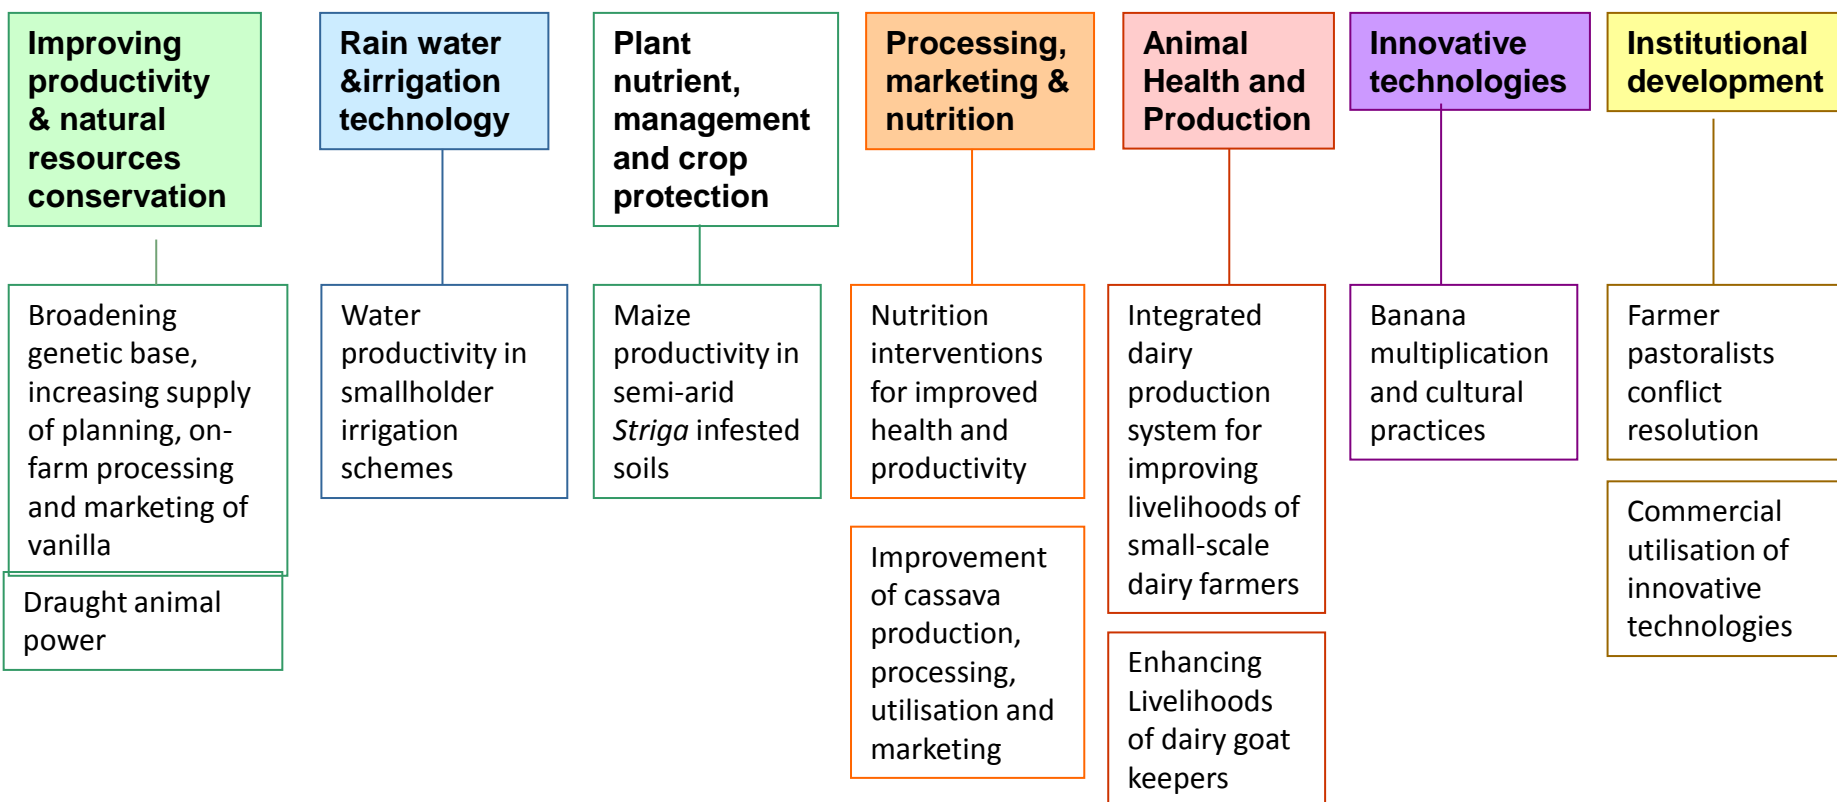 Improving
productivity
& natural
resources
conservation
Rain water
&irrigation
technology
Plant
nutrient,
management
and crop
protection
Processing,
marketing &
nutrition
Animal
Health and
Production
Innovative
technologies
Institutional
development
Broadening
genetic base,
increasing supply
of planning, on-
farm processing
and marketing of
vanilla
Draught animal
power
Water
productivity in
smallholder
irrigation
schemes
Maize
productivity in
semi-arid
Striga infested
soils
Nutrition
interventions
for improved
health and
productivity
Improvement
of cassava
production,
processing,
utilisation and
marketing
Integrated
dairy
production
system for
improving
livelihoods of
small-scale
dairy farmers
Enhancing
Livelihoods
of dairy goat
keepers
Banana
multiplication
and cultural
practices
Farmer
pastoralists
conflict
resolution
Commercial
utilisation of
innovative
technologies